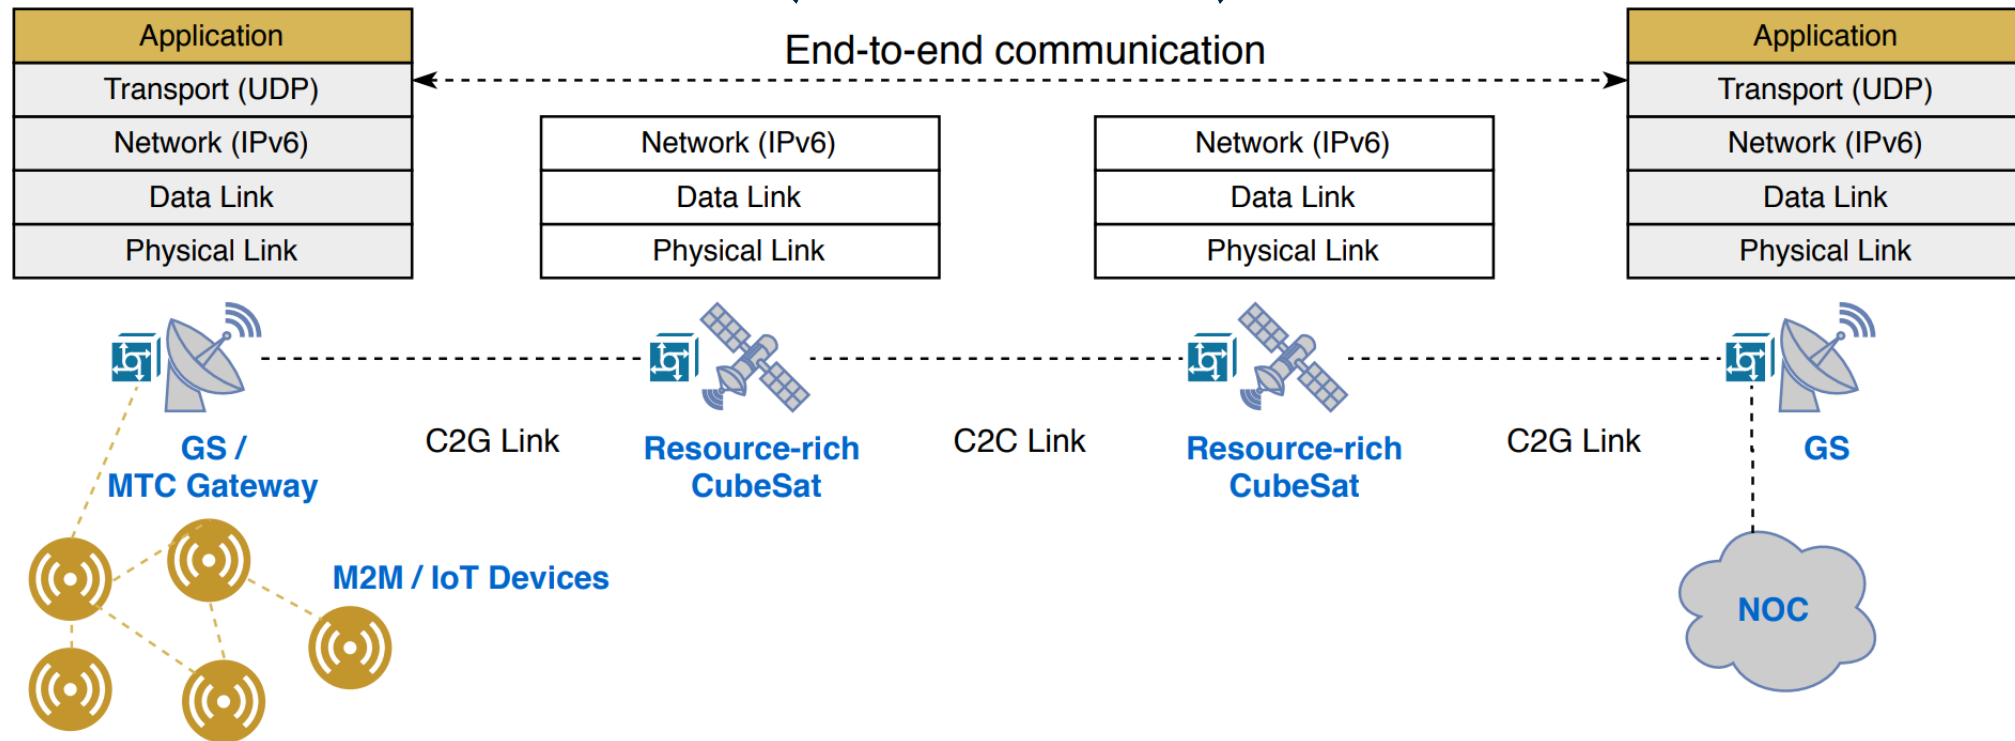 Application
Transport (UDP)
Network (IPv6)
Data Link
Physical Link
End-to-end communication
Network (IPv6)
Data Link
Physical Link
Network (IPv6)
Data Link
Physical Link
Application
Transport (UDP)
Network (IPv6)
Data Link
Physical Link
GS /
MTC Gateway
C2G Link
Resource-rich
CubeSat
C2C Link
Resource-rich
CubeSat
C2G Link
GS
M2M / IoT Devices
NOC